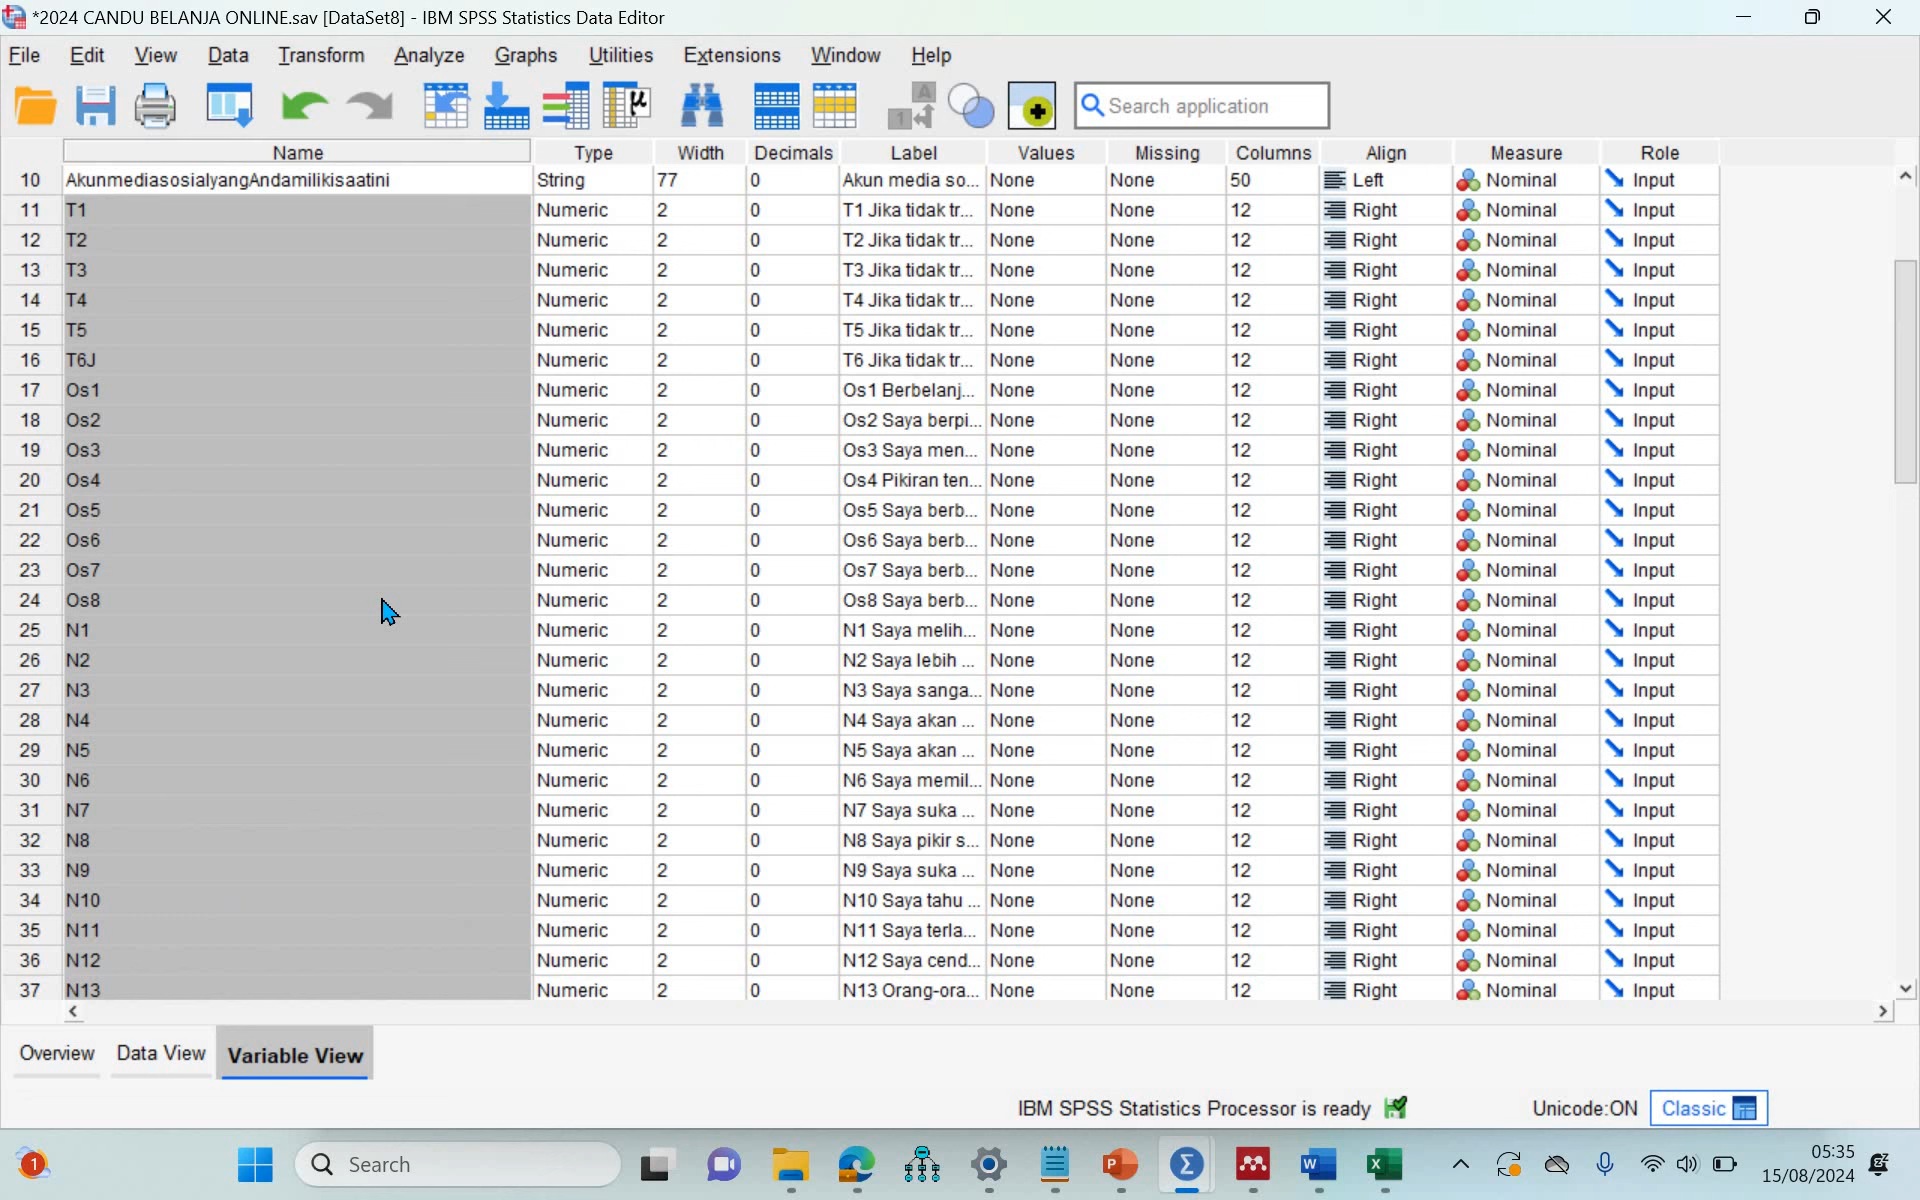 *2024 CANDU BELANJA ONLINE.sav [DataSet8] - IBM SPSS Statistics Data Editor
File Edit View Data Transform Analyze Graphs Utilities Extensions Window Help
Search application
Name Type Width Decimals Label Values Missing Columns Align Measure Role
10 AkunmediasosialyangAndamilikisaatini String 77 0 Akun media so... None None 50 Left Nominal Input
11 T1 Numeric 2 0 T1 Jika tidak tr... None None 12 Right Nominal Input
12 T2 Numeric 2 0 T2 Jika tidak tr... None None 12 Right Nominal Input
13 T3 Numeric 2 0 T3 Jika tidak tr... None None 12 Right Nominal Input
14 T4 Numeric 2 0 T4 Jika tidak tr... None None 12 Right Nominal Input
15 T5 Numeric 2 0 T5 Jika tidak tr... None None 12 Right Nominal Input
16 T6J Numeric 2 0 T6 Jika tidak tr... None None 12 Right Nominal Input
17 Os1 Numeric 2 0 Os1 Berbelanj... None None 12 Right Nominal Input
18 Os2 Numeric 2 0 Os2 Saya berpi... None None 12 Right Nominal Input
19 Os3 Numeric 2 0 Os3 Saya men... None None 12 Right Nominal Input
20 Os4 Numeric 2 0 Os4 Pikiran ten... None None 12 Right Nominal Input
21 Os5 Numeric 2 0 Os5 Saya berb... None None 12 Right Nominal Input
22 Os6 Numeric 2 0 Os6 Saya berb... None None 12 Right Nominal Input
23 Os7 Numeric 2 0 Os7 Saya berb... None None 12 Right Nominal Input
24 Os8 Numeric 2 0 Os8 Saya berb... None None 12 Right Nominal Input
25 N1 Numeric 2 0 N1 Saya melih... None None 12 Right Nominal Input
26 N2 Numeric 2 0 N2 Saya lebih ... None None 12 Right Nominal Input
27 N3 Numeric 2 0 N3 Saya sanga... None None 12 Right Nominal Input
28 N4 Numeric 2 0 N4 Saya akan ... None None 12 Right Nominal Input
29 N5 Numeric 2 0 N5 Saya akan ... None None 12 Right Nominal Input
30 N6 Numeric 2 0 N6 Saya memil... None None 12 Right Nominal Input
31 N7 Numeric 2 0 N7 Saya suka ... None None 12 Right Nominal Input
32 N8 Numeric 2 0 N8 Saya pikir s... None None 12 Right Nominal Input
33 N9 Numeric 2 0 N9 Saya suka ... None None 12 Right Nominal Input
34 N10 Numeric 2 0 N10 Saya tahu ... None None 12 Right Nominal Input
35 N11 Numeric 2 0 N11 Saya terla... None None 12 Right Nominal Input
36 N12 Numeric 2 0 N12 Saya cend... None None 12 Right Nominal Input
37 N13 Numeric 2 0 N13 Orang-ora... None None 12 Right Nominal Input
Overview Data View Variable View
IBM SPSS Statistics Processor is ready Unicode:ON Classic
1 Search 05:35
15/08/2024